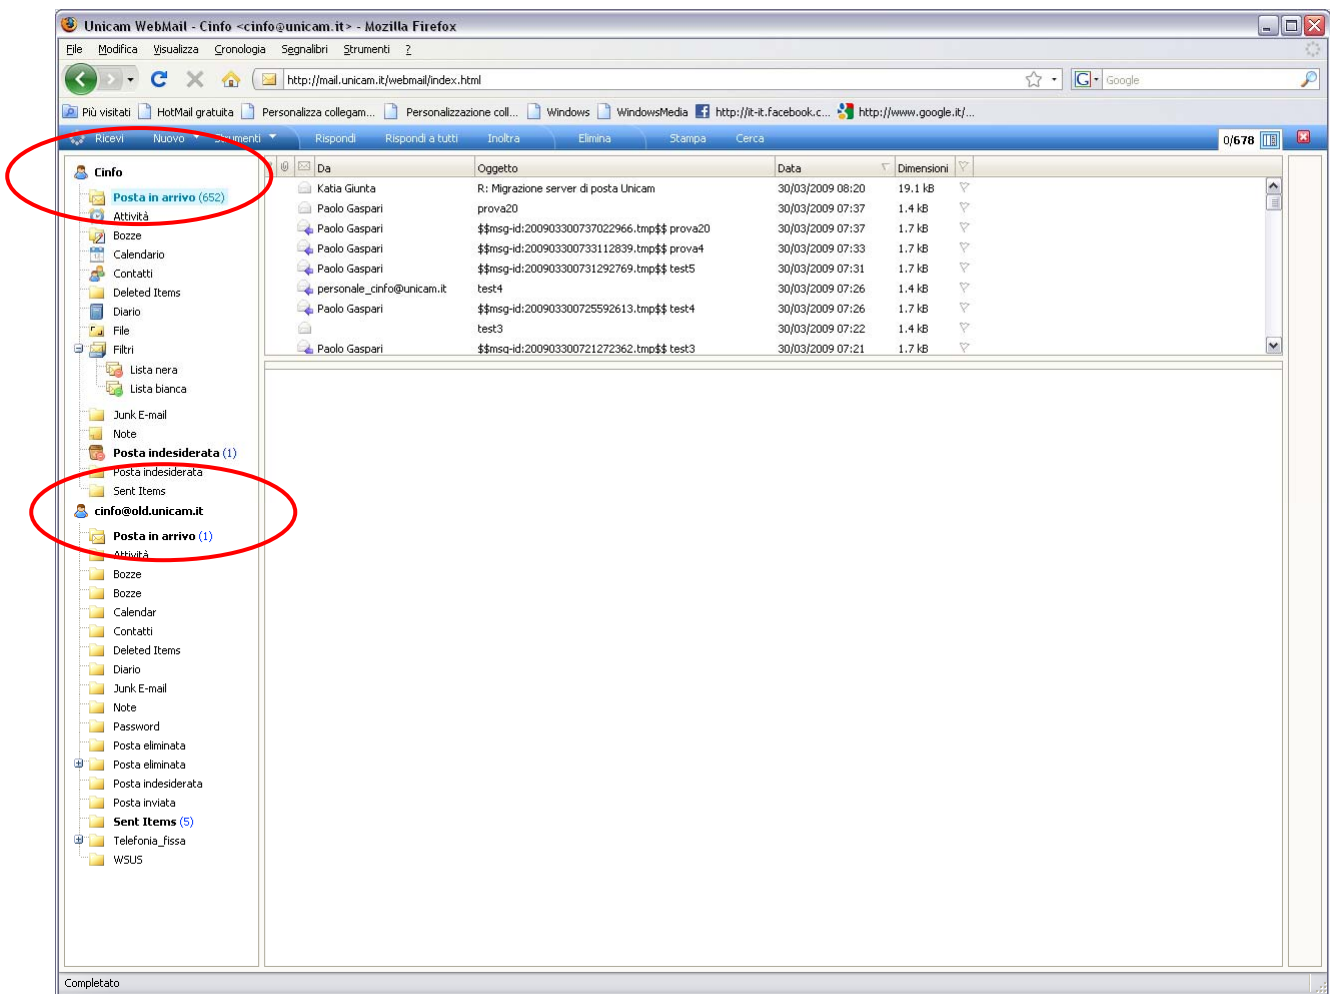 Unicam WebMail - Cinfo <cinfo@unicam.it> - Mozilla Firefox
File Modifica Visualizza Cronologia Segnalibri Strumenti ?
http://mail.unicam.it/webmail/index.html
G Google
Più visitati HotMail gratuita Personalizza collegam... Personalizzazione coll... Windows WindowsMedia http://it-it.facebook.c... http://www.google.it/
Ricevi Nuovo Strumenti Rispondi Rispondi a tutti Inoltra Elimina Stampa Cerca 0/678
Cinfo
Posta in arrivo (652)
Attività
Bozze
Calendario
Contatti
Deleted Items
Diario
File
Filtri
Lista nera
Lista bianca
Junk E-mail
Note
Posta indesiderata (1)
Posta indesiderata
Sent Items
cinfo@old.unicam.it
Posta in arrivo (1)
Attività
Bozze
Bozze
Calendar
Contatti
Deleted Items
Diario
Junk E-mail
Note
Password
Posta eliminata
Posta eliminata
Posta indesiderata
Posta inviata
Sent Items (5)
Telefonia_fissa
WSUS
Da Oggetto Data Dimensioni
Katia Giunta R: Migrazione server di posta Unicam 30/03/2009 08:20 19.1 kB
Paolo Gaspari prova20 30/03/2009 07:37 1.4 kB
Paolo Gaspari $$msg-id:200903300737022966.tmp$$ prova20 30/03/2009 07:37 1.7 kB
Paolo Gaspari $$msg-id:200903300733112839.tmp$$ prova4 30/03/2009 07:33 1.7 kB
Paolo Gaspari $$msg-id:200903300731292769.tmp$$ test5 30/03/2009 07:31 1.7 kB
personale_cinfo@unicam.it test4 30/03/2009 07:26 1.4 kB
Paolo Gaspari $$msg-id:200903300725592613.tmp$$ test4 30/03/2009 07:26 1.7 kB
test3 30/03/2009 07:22 1.4 kB
Paolo Gaspari $$msg-id:200903300721272362.tmp$$ test3 30/03/2009 07:21 1.7 kB
Completato